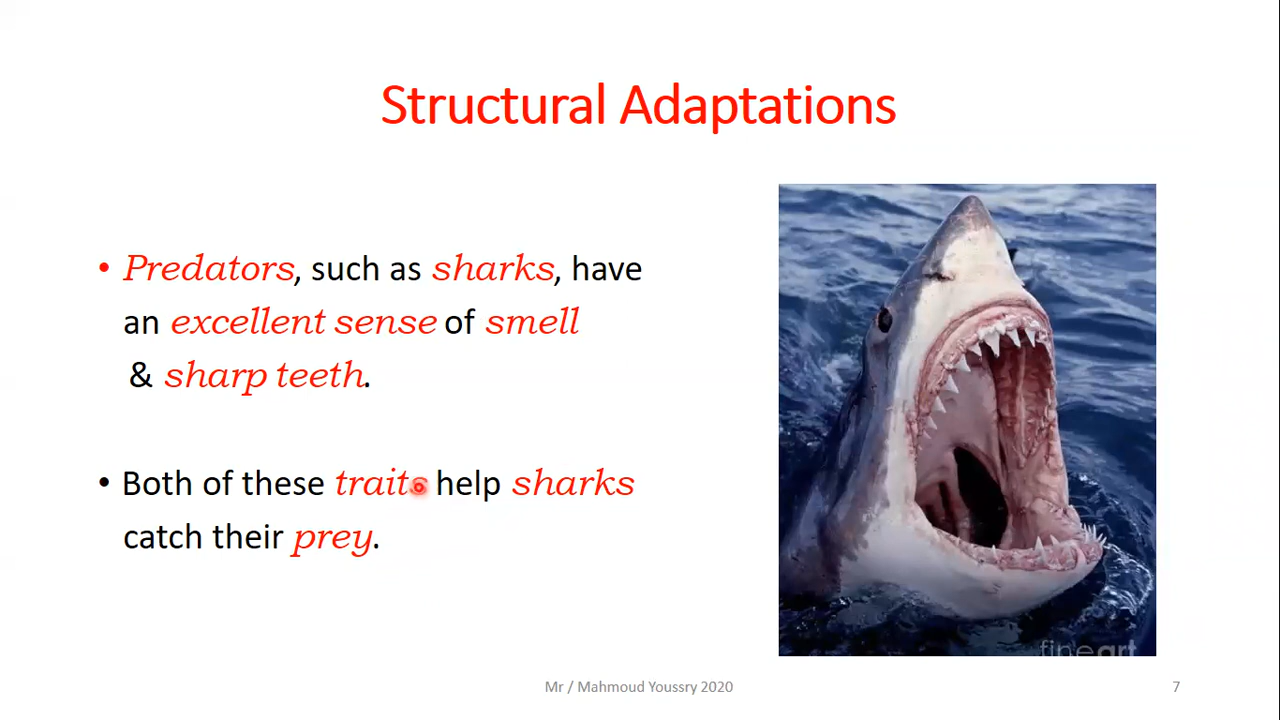 Structural Adaptations
• Predators, such as sharks, have
an excellent sense of smell
& sharp teeth.
• Both of these traits help sharks
catch their prey.
fineart
Mr / Mahmoud Youssry 2020
7